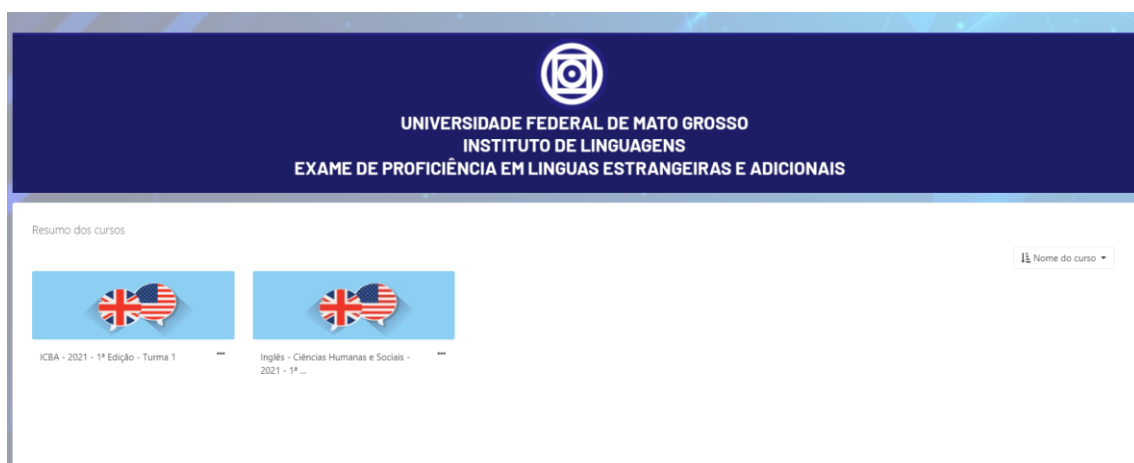 UNIVERSIDADE FEDERAL DE MATO GROSSO
INSTITUTO DE LINGUAGENS
EXAME DE PROFICIÊNCIA EM LINGUAS ESTRANGEIRAS E ADICIONAIS
Resumo dos cursos
Nome do curso
ICBA - 2021 - 1ª Edição - Turma 1
Inglês - Ciências Humanas e Sociais -
2021 - 1ª ...